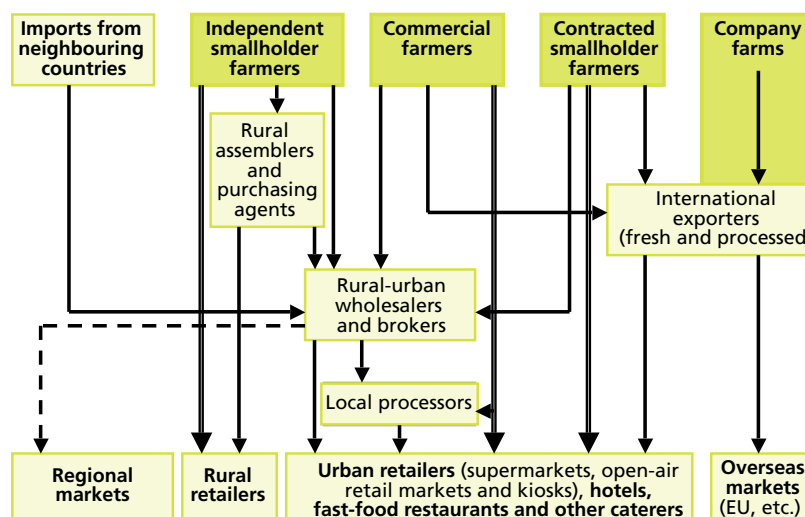 Imports from
neighbouring
countries
Independent
smallholder
farmers
Commercial
farmers
Contracted
smallholder
farmers
Company
farms
Rural
assemblers
and
purchasing
agents
International
exporters
(fresh and processed
Rural-urban
wholesalers
and brokers
Local processors
Regional
markets
Rural
retailers
Urban retailers (supermarkets, open-air
retail markets and kiosks), hotels,
fast-food restaurants and other caterers
Overseas
markets
(EU, etc.)